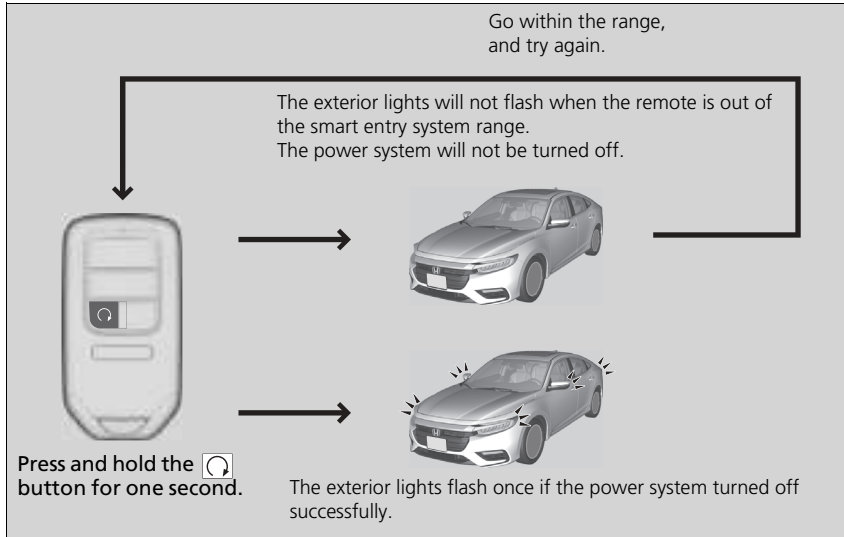 Go within the range,
and try again.
The exterior lights will not flash when the remote is out of
the smart entry system range.
The power system will not be turned off.
Press and hold the
button for one second.
The exterior lights flash once if the power system turned off
successfully.